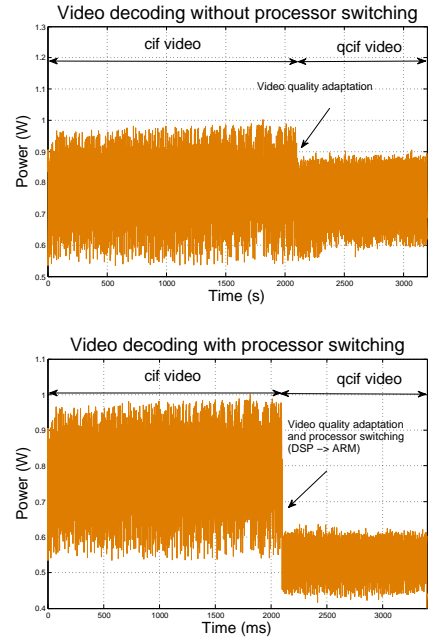 Video decoding without processor switching
1.3
cif video
qcif video
1.2
1.1
Video quality adaptation
1
Power (W)
0.9
0.8
0.7
0.6
0.5
0
500
1000
1500
2000
2500
3000
Time (s)
Video decoding with processor switching
1.1
cif video
qcif video
1
0.9
Video quality adaptation
and processor switching
(DSP −> ARM)
Power (W)
0.8
0.7
0.6
0.5
0.4
0
500
1000
1500
2000
2500
3000
Time (ms)